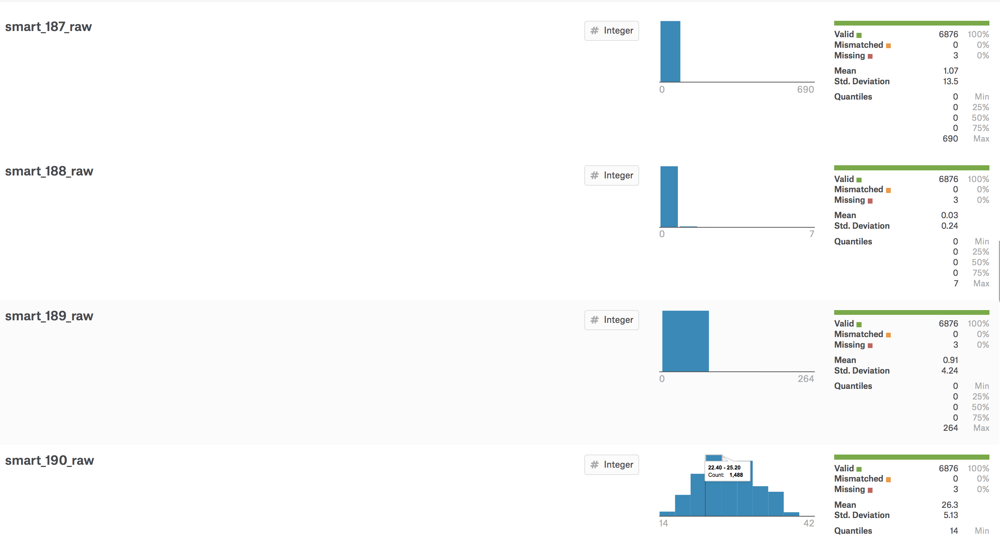 smart_187_raw
# Integer
0 690
Valid 6876 100%
Mismatched 0 0%
Missing 3 0%
Mean 1.07
Std. Deviation 13.5
Quantiles 0 Min
0 25%
0 50%
0 75%
690 Max
smart_188_raw
# Integer
0 7
Valid 6876 100%
Mismatched 0 0%
Missing 3 0%
Mean 0.03
Std. Deviation 0.24
Quantiles 0 Min
0 25%
0 50%
0 75%
7 Max
smart_189_raw
# Integer
0 264
Valid 6876 100%
Mismatched 0 0%
Missing 3 0%
Mean 0.91
Std. Deviation 4.24
Quantiles 0 Min
0 25%
0 50%
0 75%
264 Max
smart_190_raw
# Integer
22.40 - 25.20
Count: 1,488
14 42
Valid 6876 100%
Mismatched 0 0%
Missing 3 0%
Mean 26.3
Std. Deviation 5.13
Quantiles 14 Min